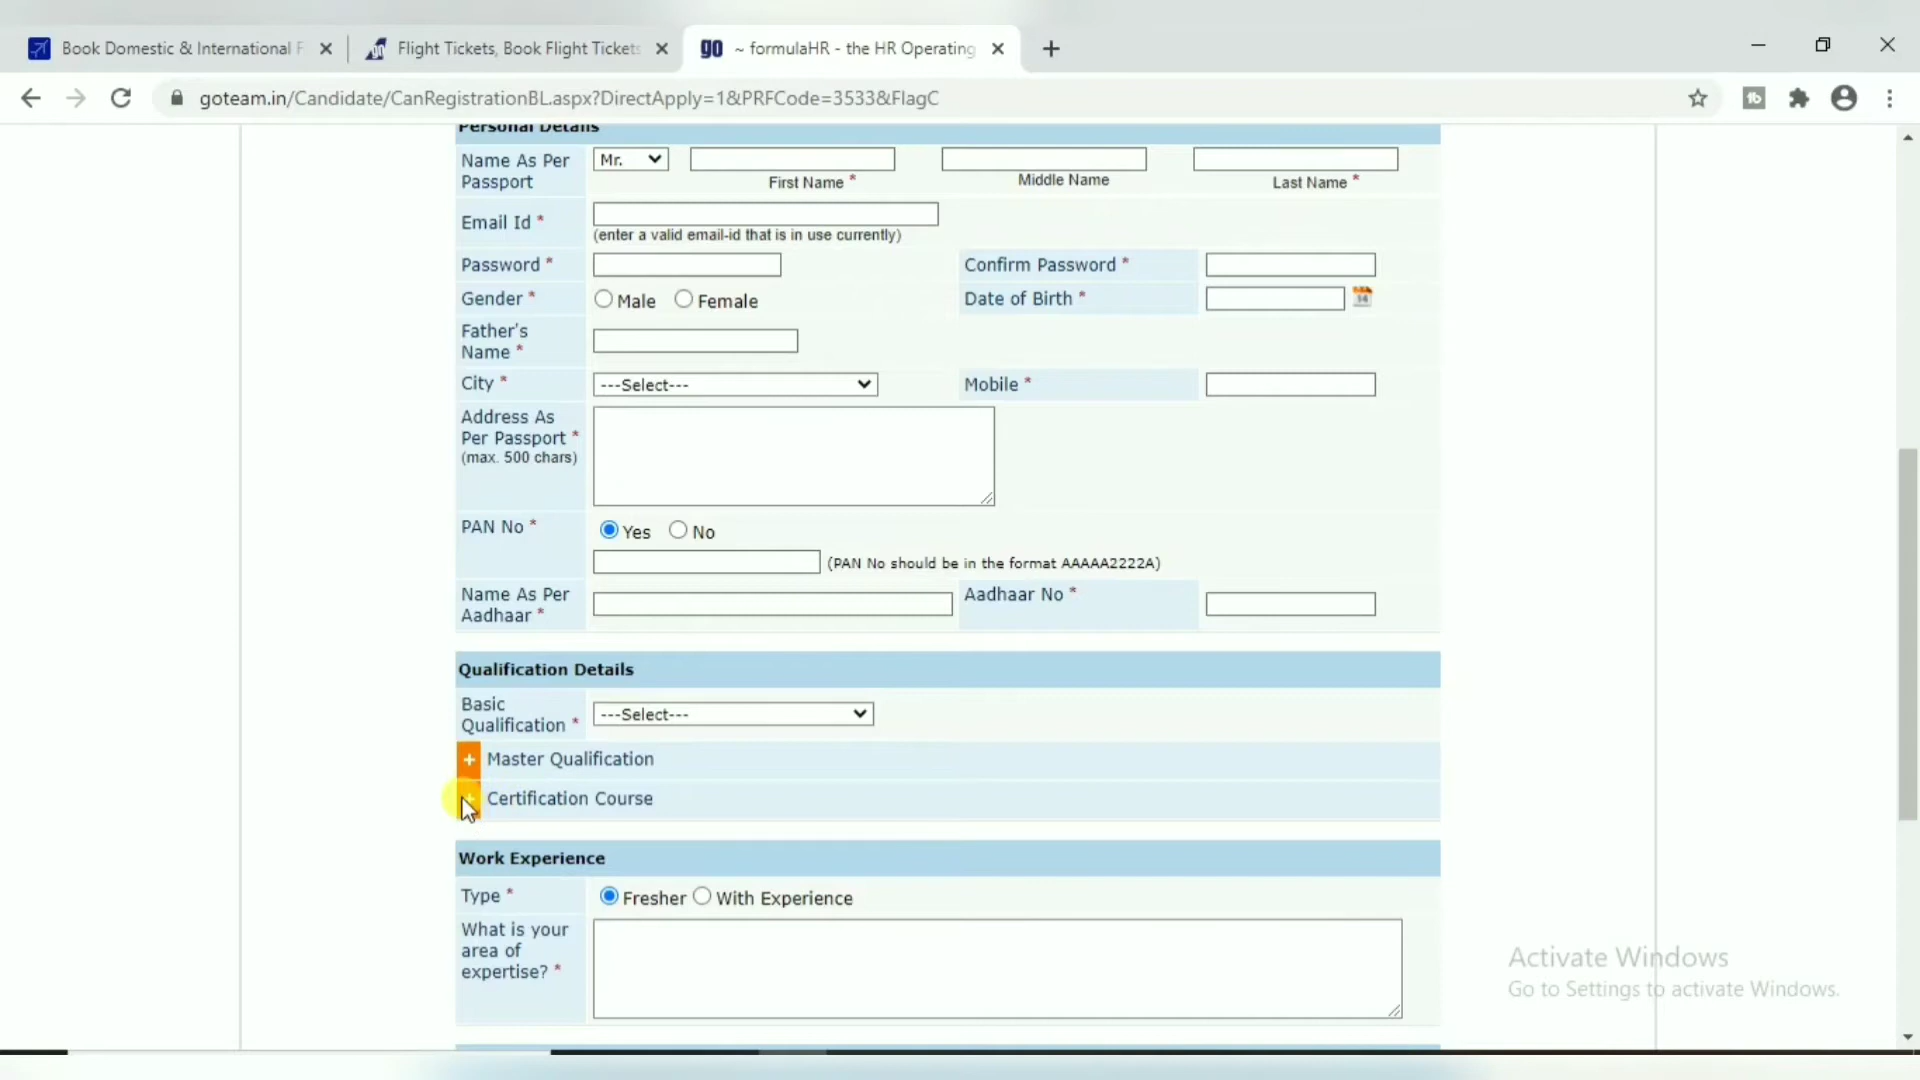 Book Domestic & International F
Flight Tickets, Book Flight Tickets
go ~ formulaHR - the HR Operating
goteam.in/Candidate/CanRegistrationBL.aspx?DirectApply=1&PRFCode=3533&FlagC
Personal Details
Name As Per Passport
Mr.
First Name *
Middle Name
Last Name *
Email Id *
(enter a valid email-id that is in use currently)
Password *
Confirm Password *
Gender *
Male
Female
Date of Birth *
Father's
Name *
City *
---Select---
Mobile *
Address As
Per Passport *
(max. 500 chars)
PAN No *
Yes
No
(PAN No should be in the format AAAAA2222A)
Name As Per
Aadhaar *
Aadhaar No *
Qualification Details
Basic
Qualification *
---Select---
+ Master Qualification
+ Certification Course
Work Experience
Type *
Fresher
With Experience
What is your
area of
expertise? *
Activate Windows
Go to Settings to activate Windows.